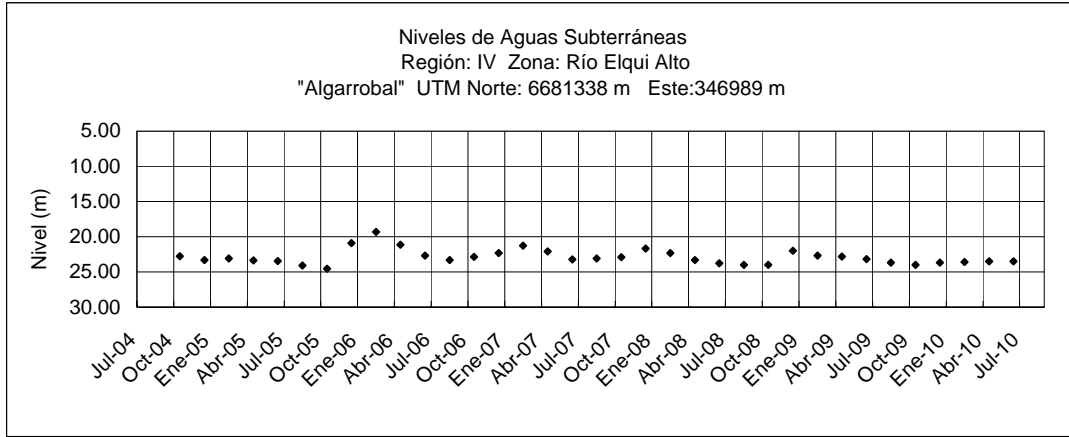 Niveles de Aguas Subterráneas
Región: IV  Zona: Río Elqui Alto
"Algarrobal"  UTM Norte: 6681338 m   Este:346989 m
Nivel (m)
5.00
10.00
15.00
20.00
25.00
30.00
Jul-04
Oct-04
Ene-05
Abr-05
Jul-05
Oct-05
Ene-06
Abr-06
Jul-06
Oct-06
Ene-07
Abr-07
Jul-07
Oct-07
Ene-08
Abr-08
Jul-08
Oct-08
Ene-09
Abr-09
Jul-09
Oct-09
Ene-10
Abr-10
Jul-10